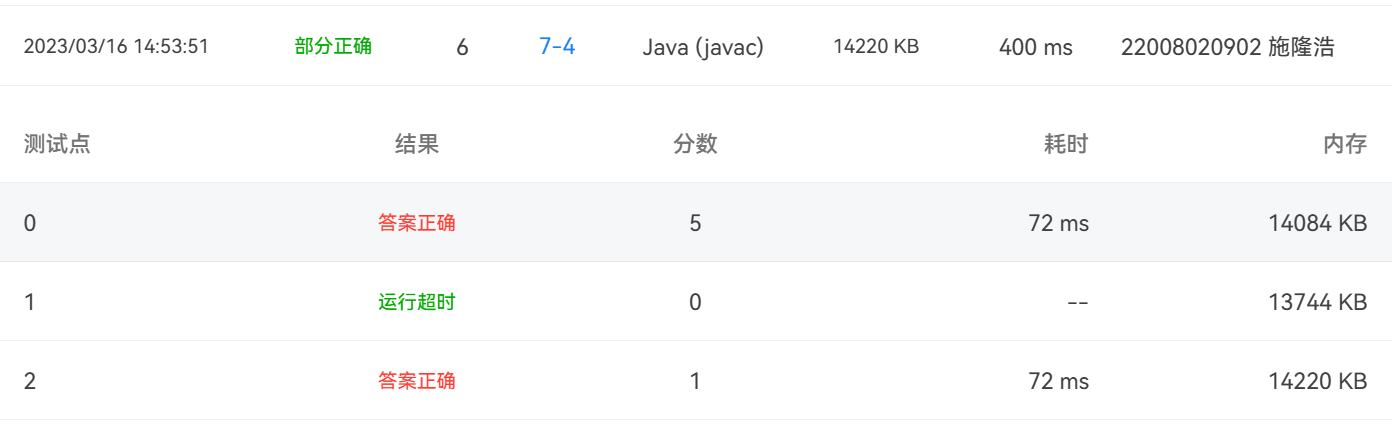 2023/03/16 14:53:51 部分正确 6 7-4 Java (javac) 14220 KB 400 ms 22008020902 施隆浩
测试点 结果 分数 耗时 内存
0 答案正确 5 72 ms 14084 KB
1 运行超时 0 -- 13744 KB
2 答案正确 1 72 ms 14220 KB